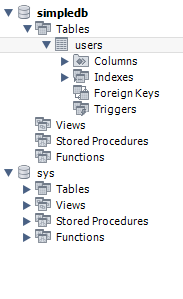 simpledb
Tables
users
Columns
Indexes
Foreign Keys
Triggers
Views
Stored Procedures
Functions
sys
Tables
Views
Stored Procedures
Functions